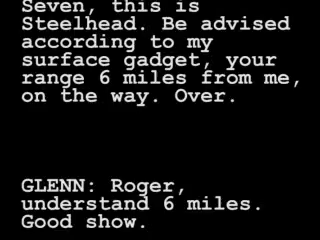 Seven, this is
Steelhead. Be advised
according to my
surface gadget, your
range 6 miles from me,
on the way. Over.
GLENN: Roger,
understand 6 miles.
Good show.